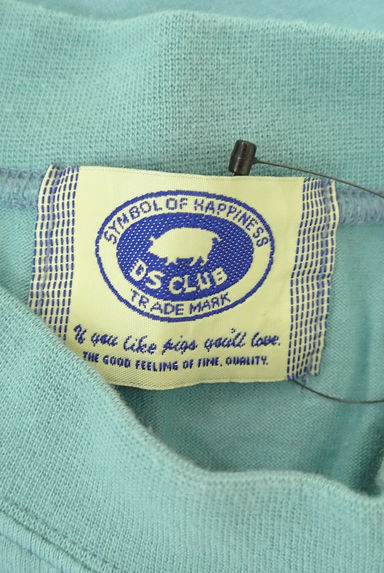 SYMBOL OF HAPPINESS
DS CLUB
TRADE MARK
If you like pigs you'll love.
THE GOOD FEELING OF FINE, QUALITY.